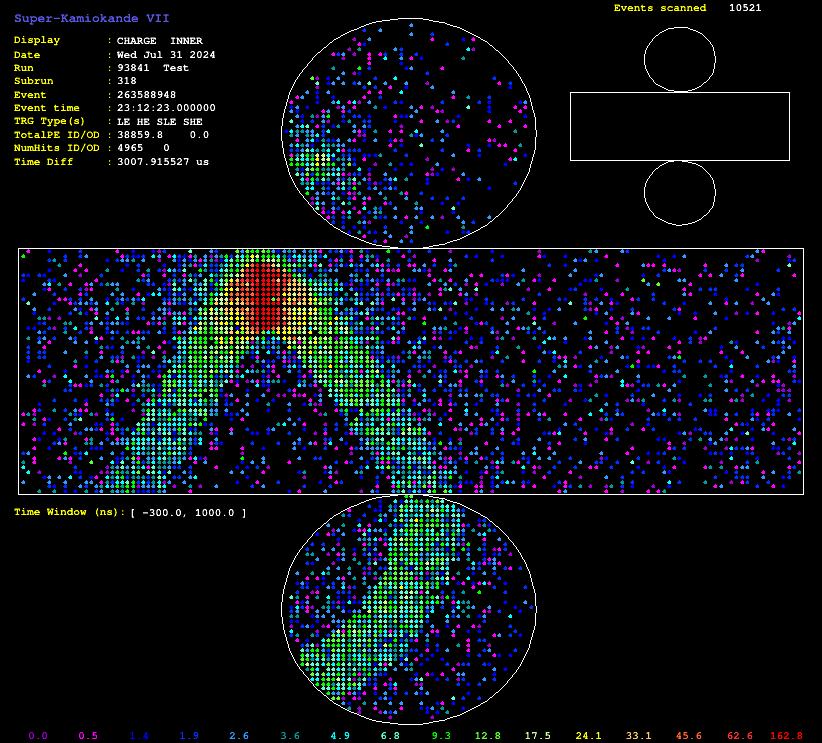 Super-Kamiokande VII
Events scanned 10521
Display : CHARGE INNER
Date : Wed Jul 31 2024
Run : 93841 Test
Subrun : 318
Event : 263588948
Event time : 23:12:23.000000
TRG Type(s) : LE HE SLE SHE
TotalPE ID/OD : 38859.8 0.0
NumHits ID/OD : 4965 0
Time Diff : 3007.915527 us
Time Window (ns): [ -300.0, 1000.0 ]
0.0 0.5 1.4 1.9 2.6 3.6 4.9 6.8 9.3 12.8 17.5 24.1 33.1 45.6 62.6 162.8